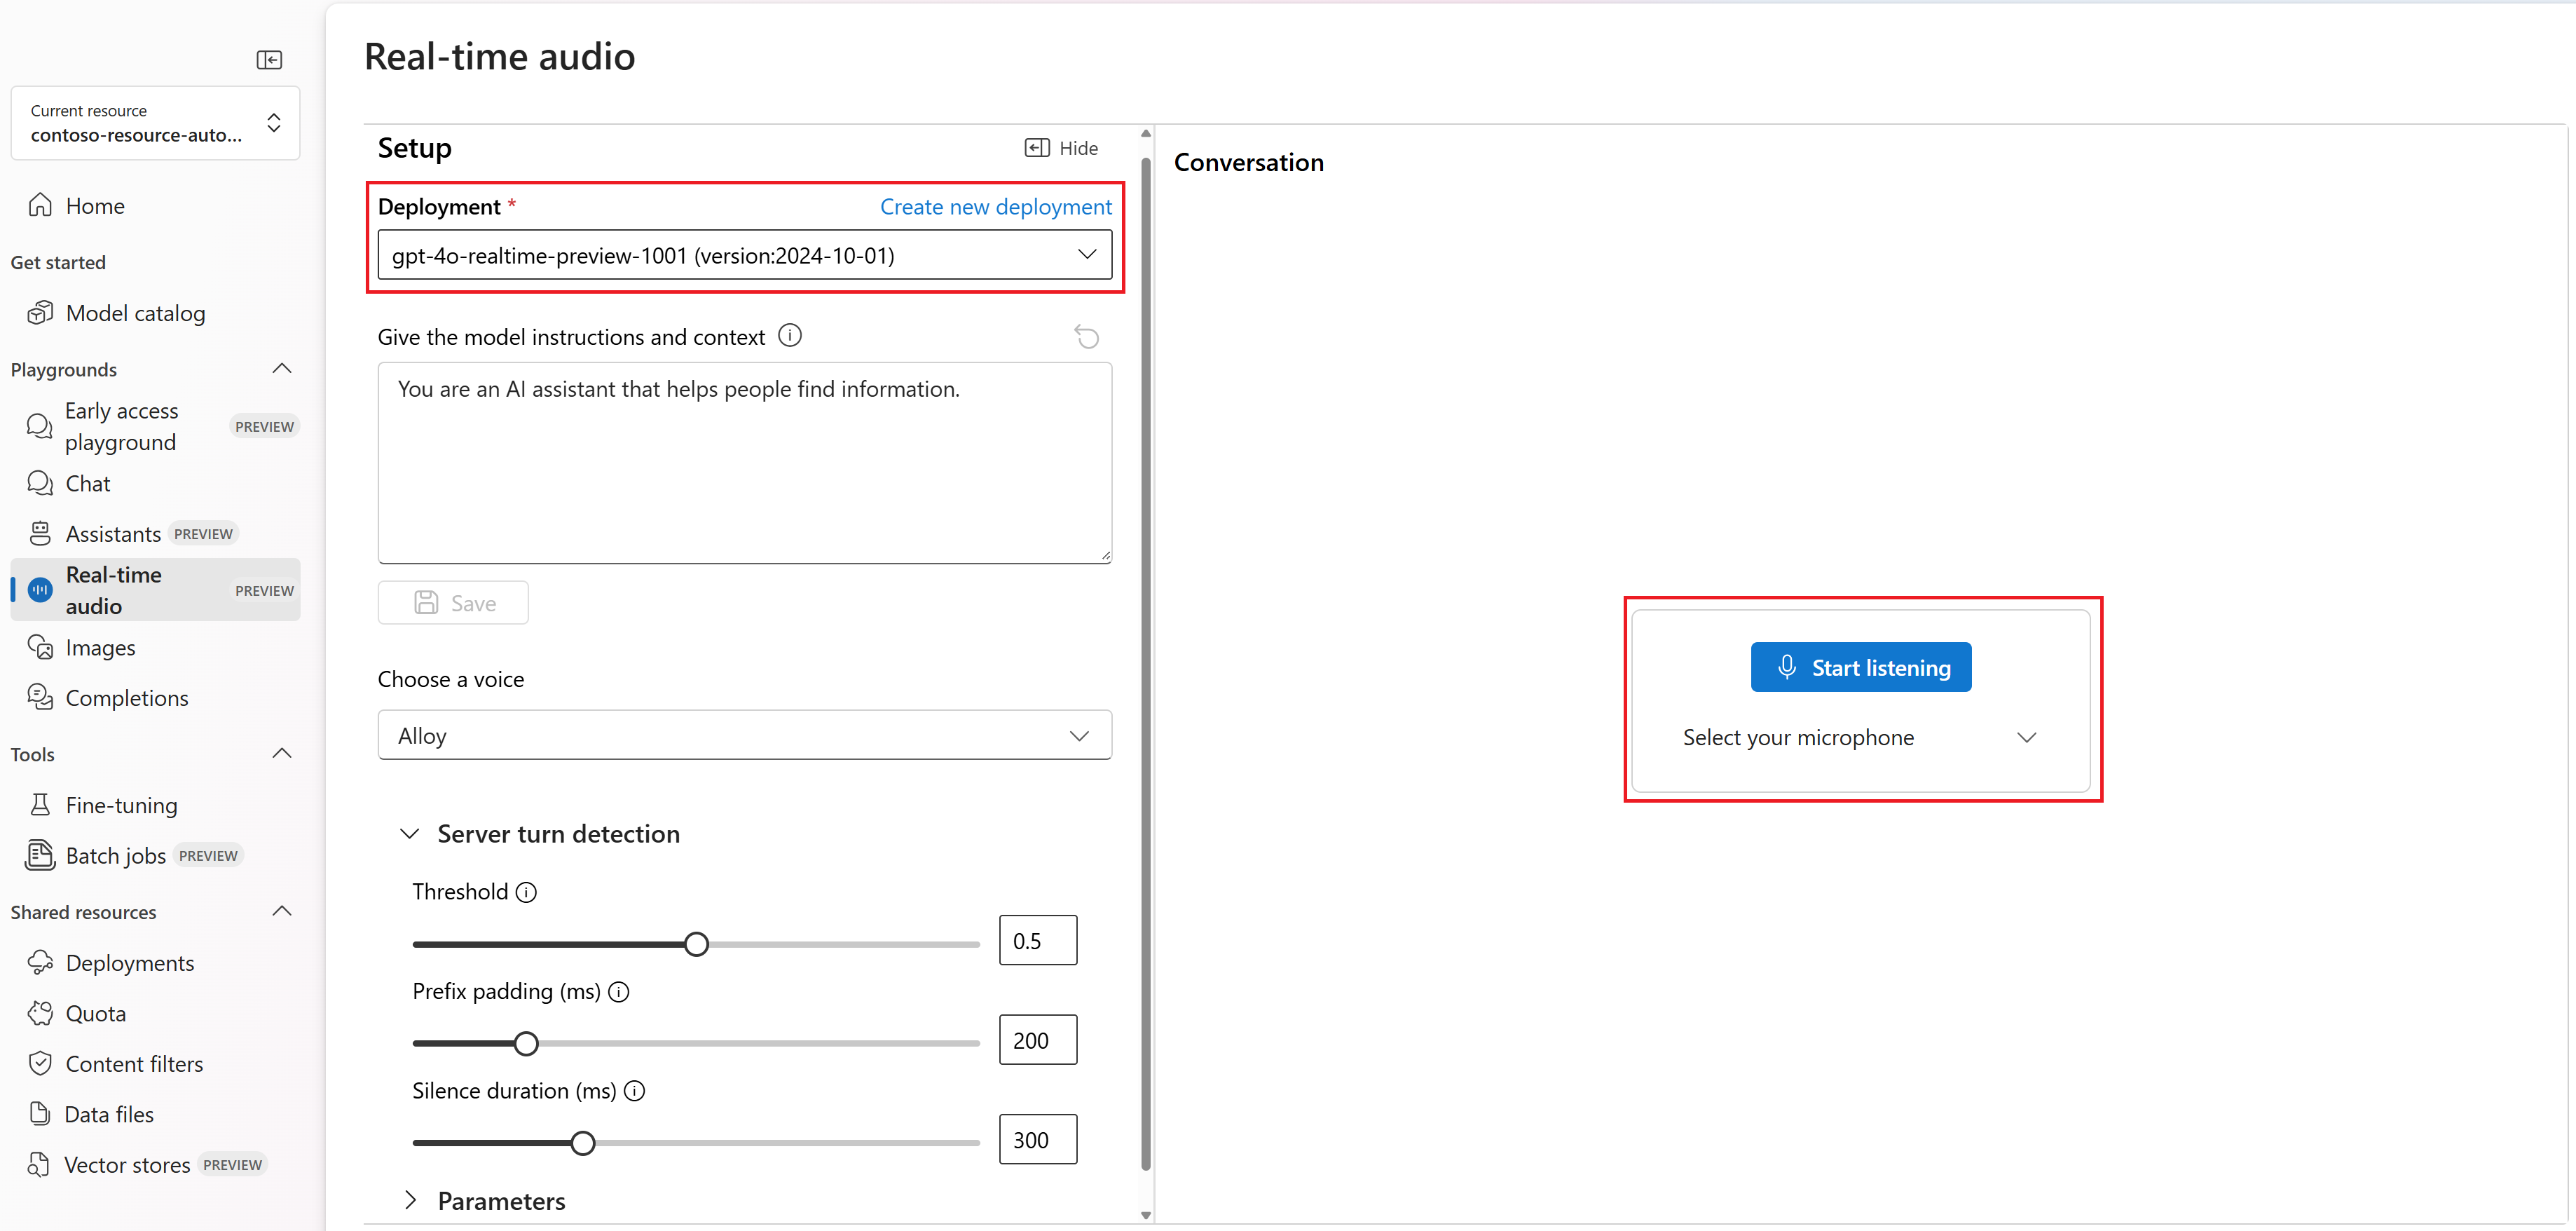 Current resource
contoso-resource-auto...
Home
Get started
Model catalog
Playgrounds
Early access
playground
PREVIEW
Chat
Assistants PREVIEW
Real-time
audio
PREVIEW
Images
Completions
Tools
Fine-tuning
Batch jobs PREVIEW
Shared resources
Deployments
Quota
Content filters
Data files
Vector stores PREVIEW
Real-time audio
Setup
Hide
Deployment *
Create new deployment
gpt-4o-realtime-preview-1001 (version:2024-10-01)
Give the model instructions and context
You are an AI assistant that helps people find information.
Save
Choose a voice
Alloy
Server turn detection
Threshold
0.5
Prefix padding (ms)
200
Silence duration (ms)
300
Parameters
Conversation
Start listening
Select your microphone